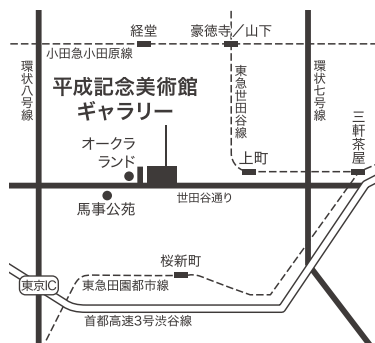 経堂
豪徳寺／山下
小田急小田原線
環状八号線
平成記念美術館
ギャラリー
東急世田谷線
環状七号線
三軒茶屋
オークラ
ランド
上町
世田谷通り
馬事公苑
桜新町
東京IC
東急田園都市線
首都高速3号渋谷線